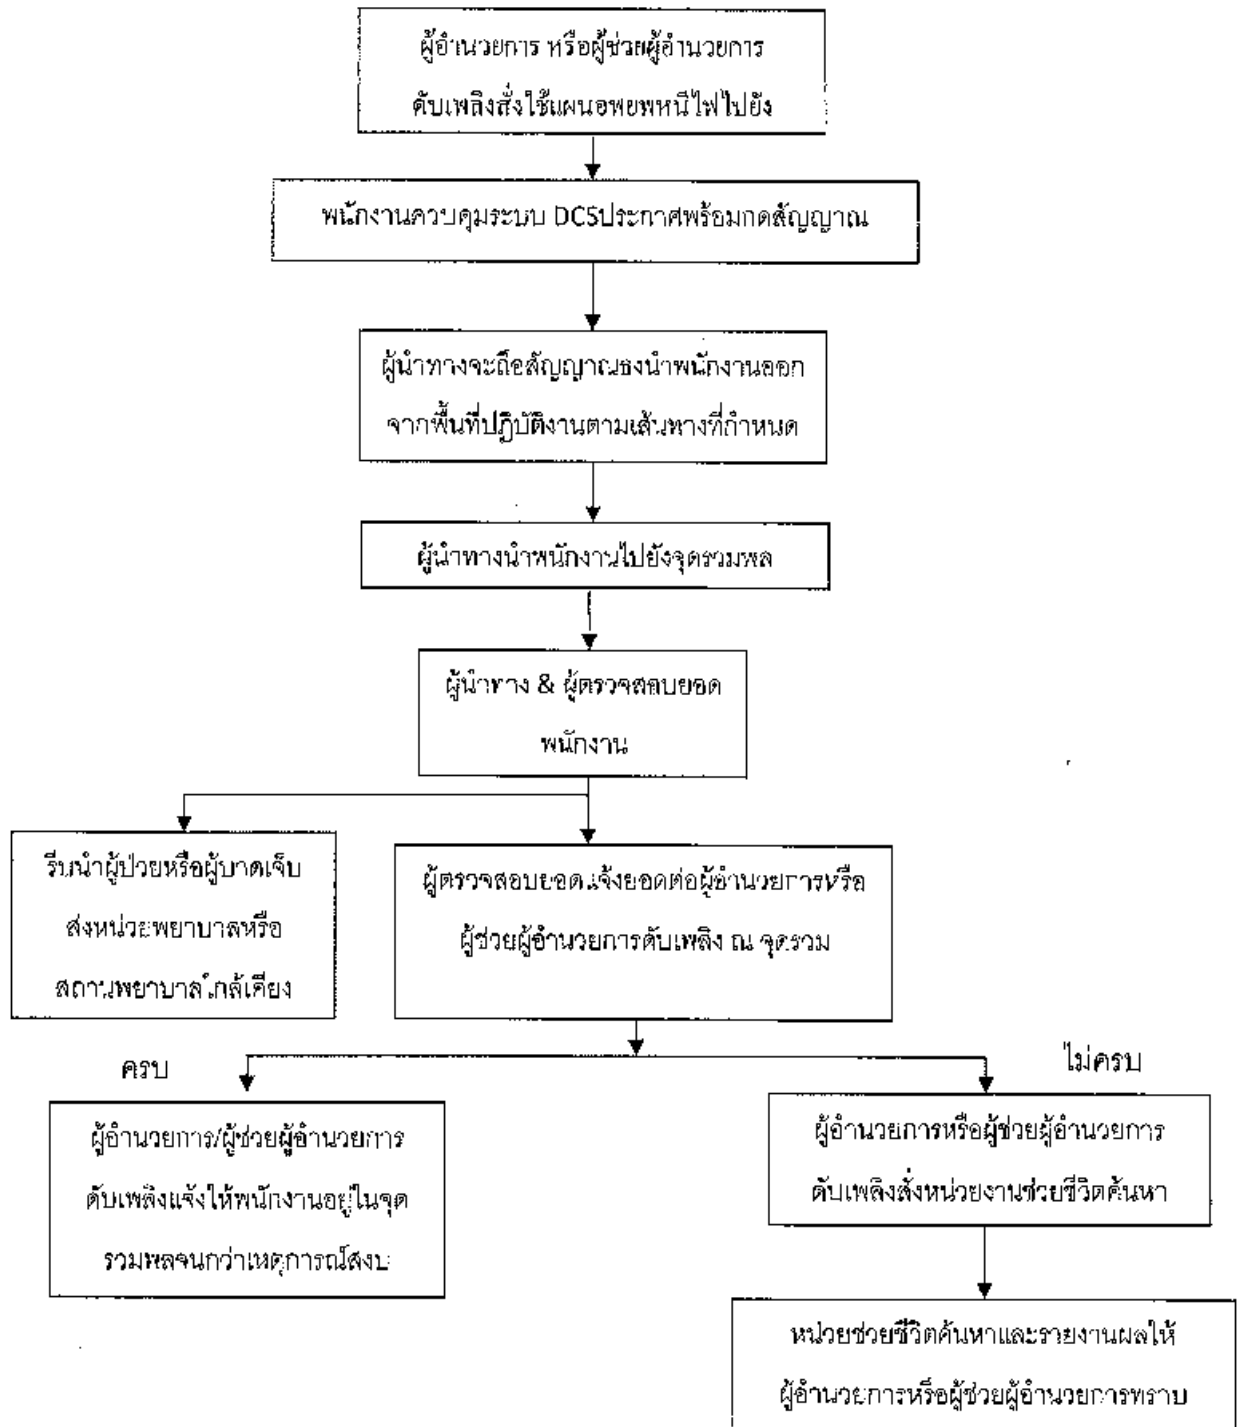 ผู้อำนวยการ หรือผู้ช่วยผู้อำนวยการ
ดับเพลิงสั่งใช้แผนอพยพหนีไฟไปยัง
พนักงานควบคุมระบบ DCSประกาศพร้อมกดสัญญาณ
ผู้นำทางจะถือสัญญาณธงนำพนักงานออก
จากพื้นที่ปฏิบัติงานตามเส้นทางที่กำหนด
ผู้นำทางนำพนักงานไปยังจุดรวมพล
ผู้นำทาง & ผู้ตรวจสอบยอด
พนักงาน
รีบนำผู้ป่วยหรือผู้บาดเจ็บ
ส่งหน่วยพยาบาลหรือ
สถานพยาบาลใกล้เคียง
ผู้ตรวจสอบยอดแจ้งยอดต่อผู้อำนวยการหรือ
ผู้ช่วยผู้อำนวยการดับเพลิง ณ จุดรวม
ครบ
ไม่ครบ
ผู้อำนวยการ/ผู้ช่วยผู้อำนวยการ
ดับเพลิงแจ้งให้พนักงานอยู่ในจุด
รวมพลจนกว่าเหตุการณ์สงบ
ผู้อำนวยการหรือผู้ช่วยผู้อำนวยการ
ดับเพลิงสั่งหน่วยงานช่วยชีวิตค้นหา
หน่วยช่วยชีวิตค้นหาและรายงานผลให้
ผู้อำนวยการหรือผู้ช่วยผู้อำนวยการทราบ